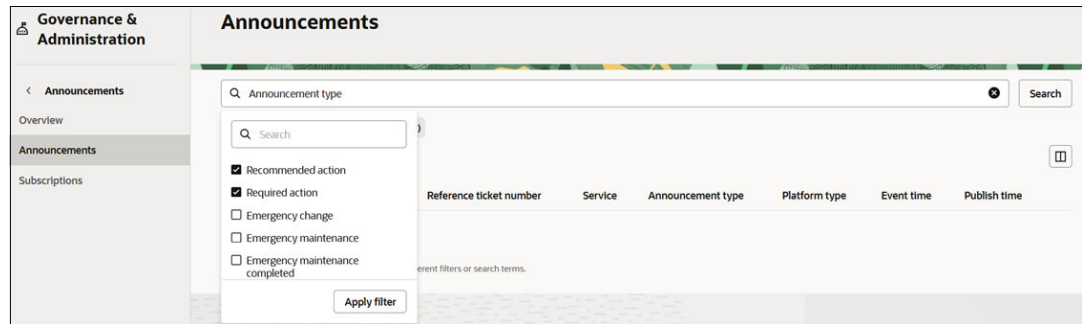 Governance &
Administration
Announcements
Overview
Announcements
Subscriptions
Announcements
Announcement type
Search
Search
Recommended action
Required action
Emergency change
Emergency maintenance
Emergency maintenance
completed
Apply filter
Reference ticket number Service Announcement type Platform type Event time Publish time
filters or search terms.